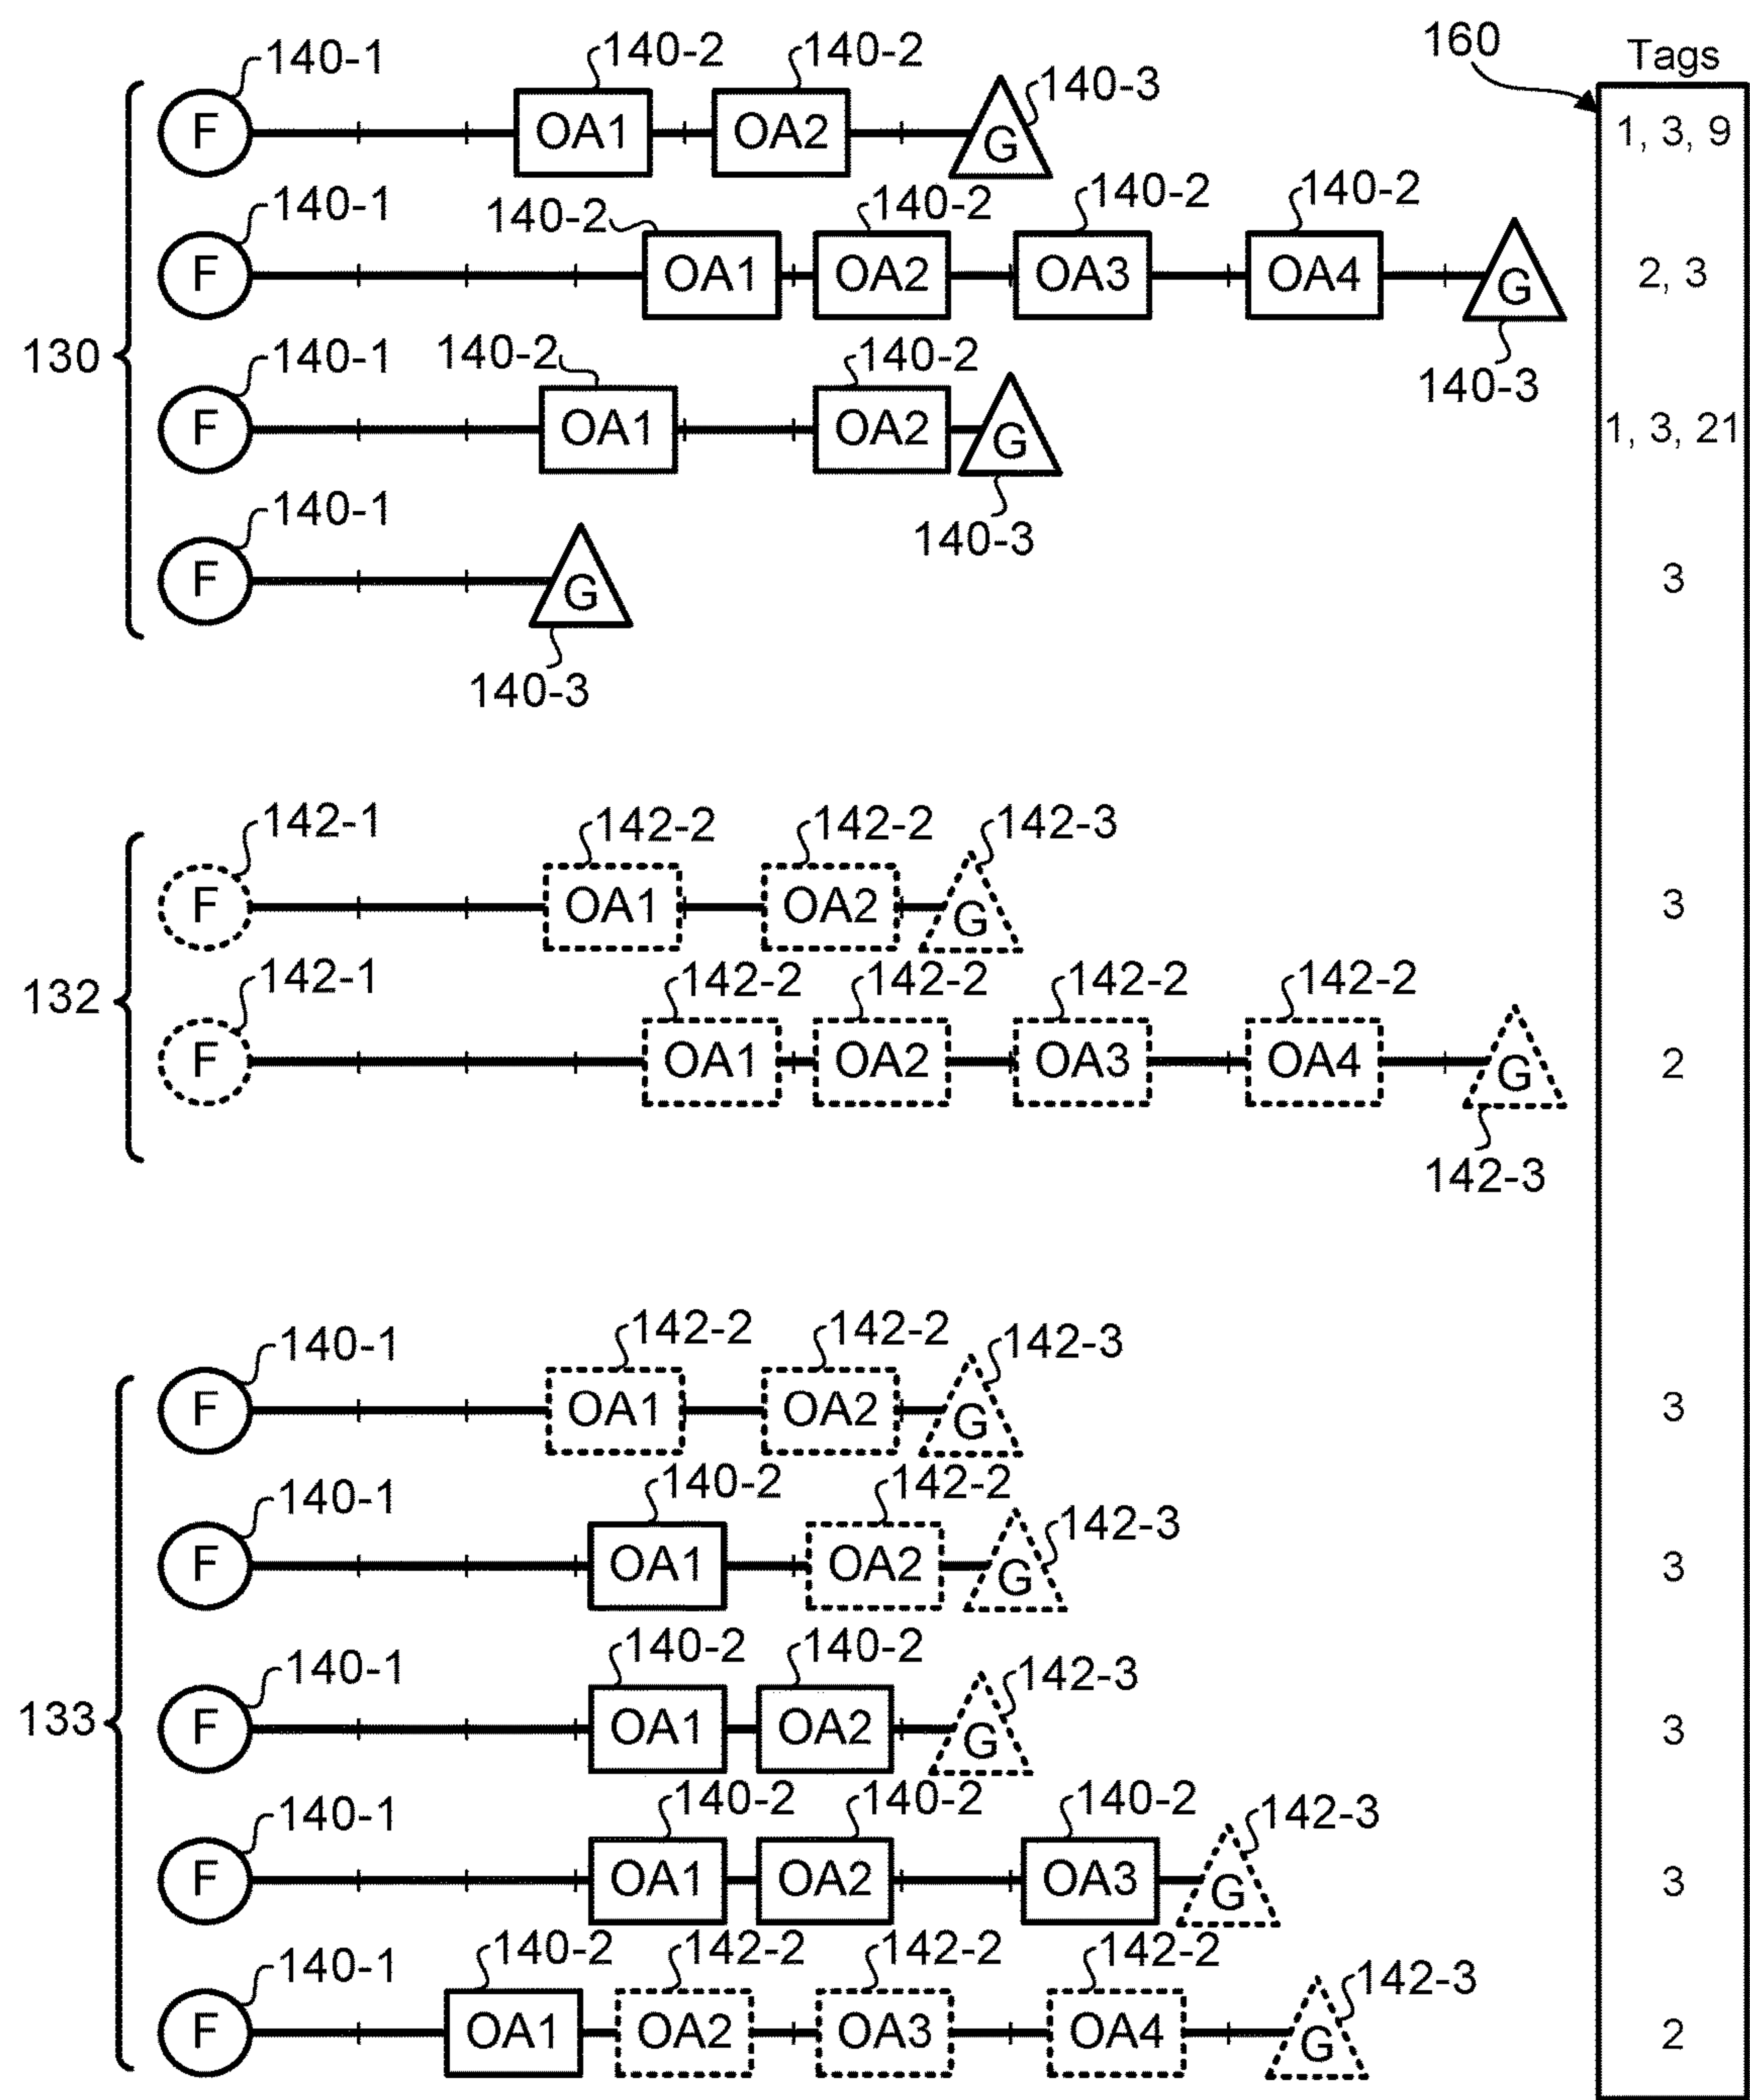 160 Tags
140-1 140-2 140-2 140-3
F OA1 OA2 G 1, 3, 9
140-1 140-2 140-2 140-2 140-2
F OA1 OA2 OA3 OA4 G 2, 3
130
140-3
140-1 140-2 140-2
F OA1 OA2 G 1, 3, 21
140-3
140-1
F G 3
140-3
142-1 142-2 142-2 142-3
F OA1 OA2 G 3
132
142-1 142-2 142-2 142-2 142-2
F OA1 OA2 OA3 OA4 G 2
142-3
140-1 142-2 142-2 142-3
F OA1 OA2 G 3
140-1 140-2 142-2 142-3
F OA1 OA2 G 3
140-1 140-2 140-2 142-3
133
F OA1 OA2 G 3
140-1 140-2 140-2 140-2 142-3
F OA1 OA2 OA3 G 3
140-1 140-2 142-2 142-2 142-2 142-3
F OA1 OA2 OA3 OA4 G 2